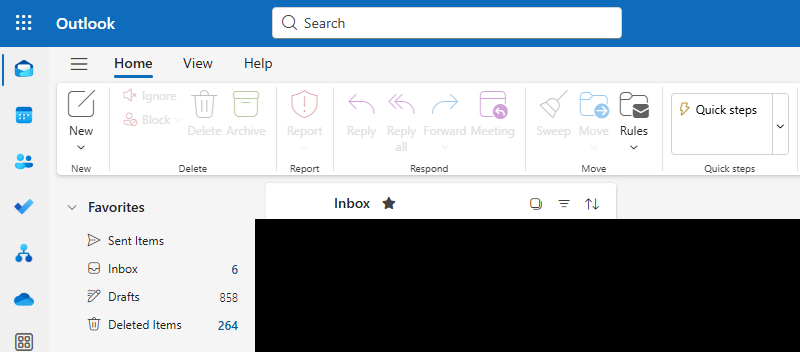 Outlook
Search
Home View Help
New
Ignore
Block
Delete
Archive
Report
Reply
Reply all
Forward
Meeting
Sweep
Move
Rules
Quick steps
New
Delete
Report
Respond
Move
Quick steps
Favorites
Inbox
Sent Items
Inbox 6
Drafts 858
Deleted Items 264